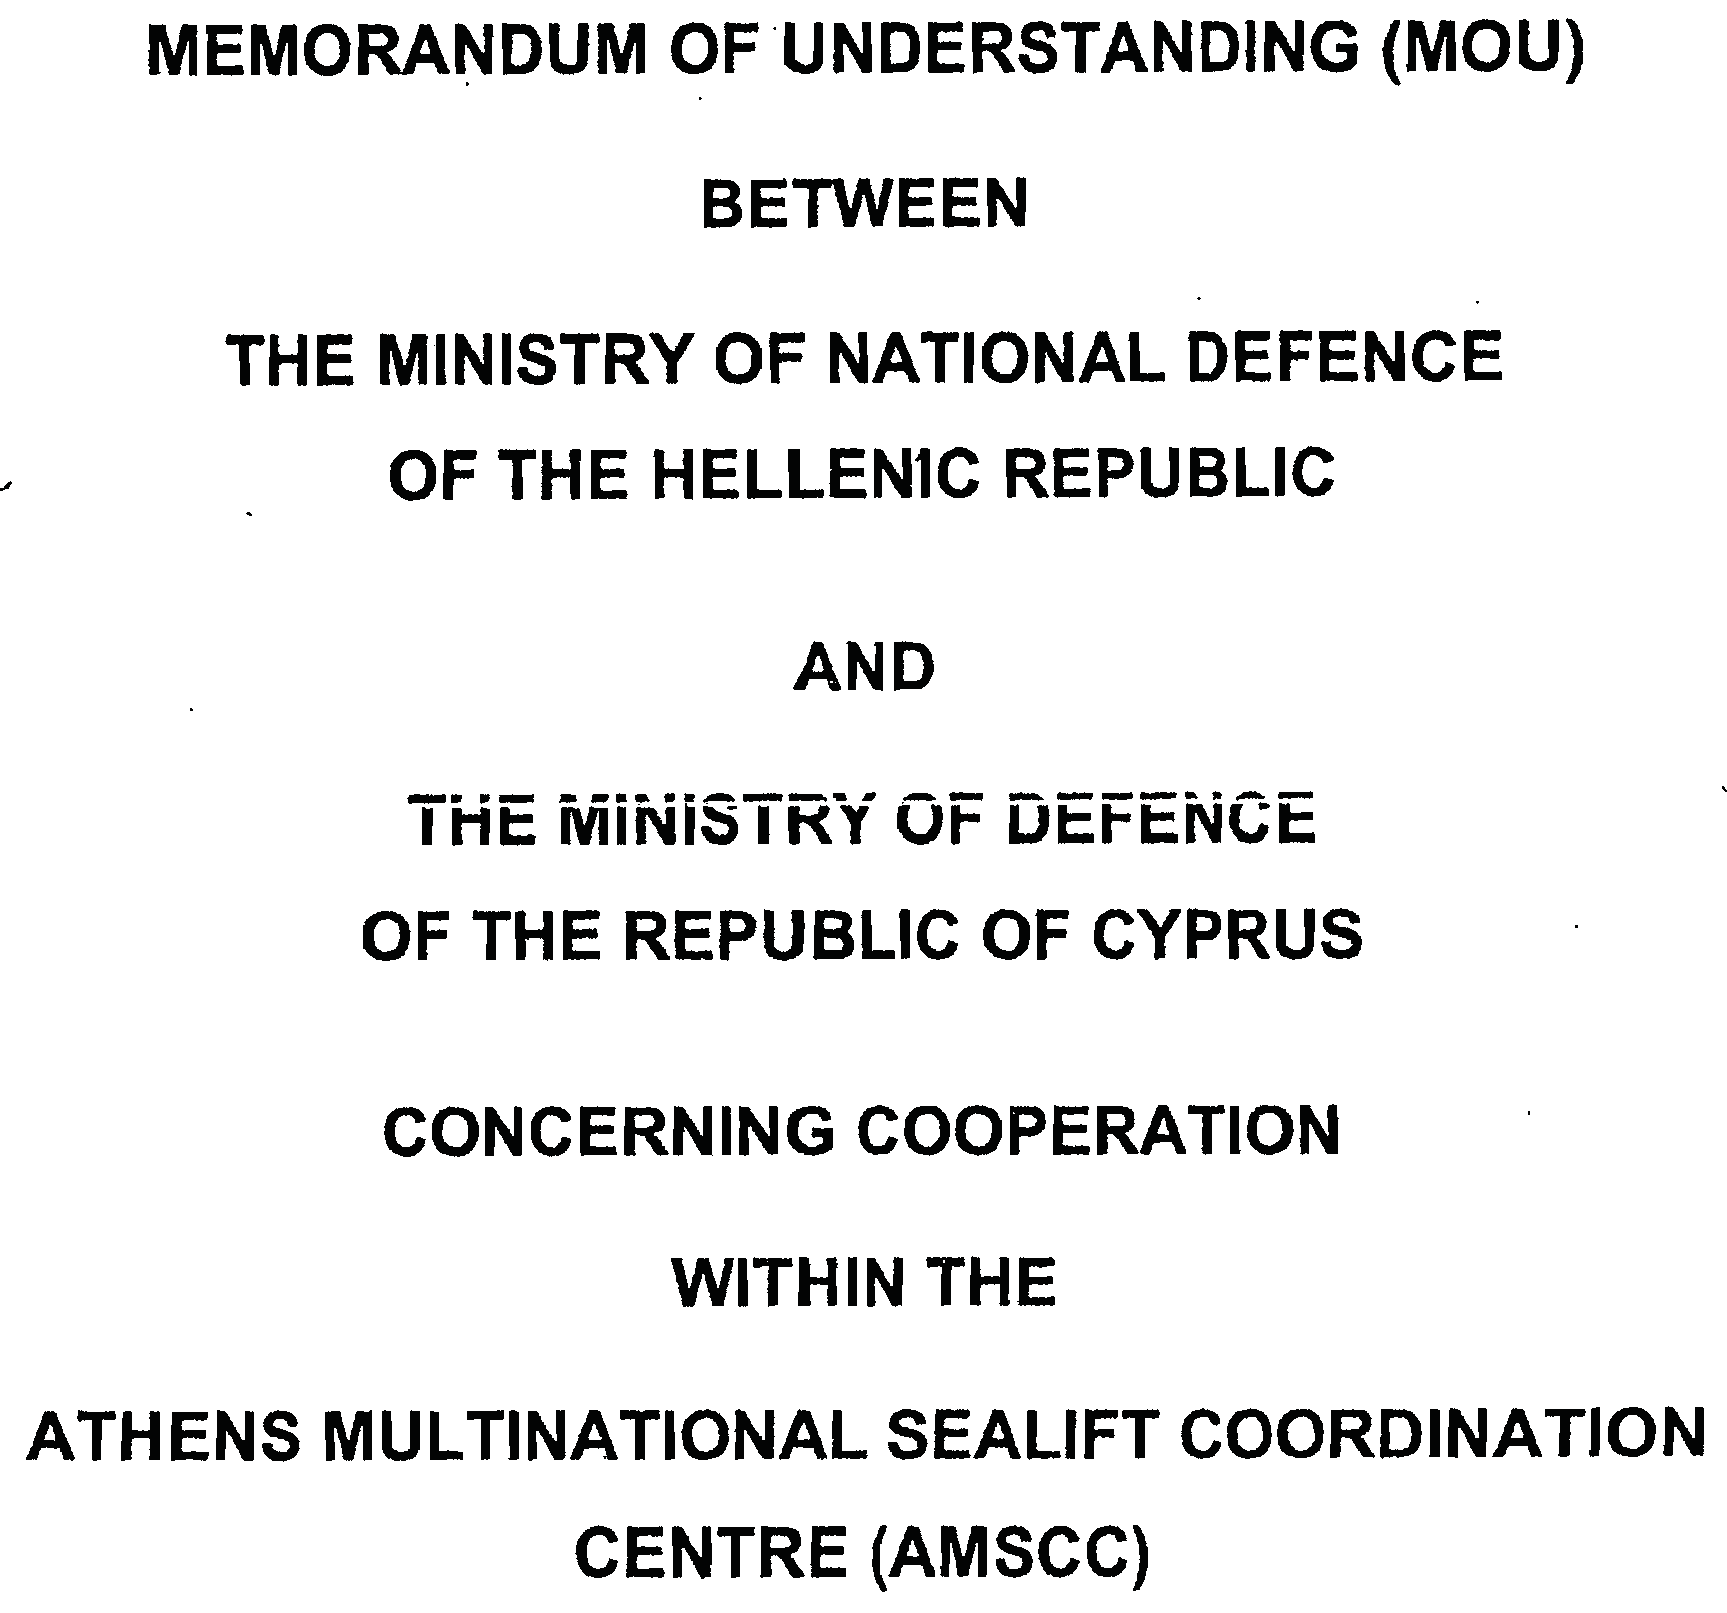 MEMORANDUM OF UNDERSTANDING (MOU)
BETWEEN
THE MINISTRY OF NATIONAL DEFENCE
OF THE HELLENIC REPUBLIC
AND
THE MINISTRY OF DEFENCE
OF THE REPUBLIC OF CYPRUS
CONCERNING COOPERATION
WITHIN THE
ATHENS MULTINATIONAL SEALIFT COORDINATION
CENTRE (AMSCC)